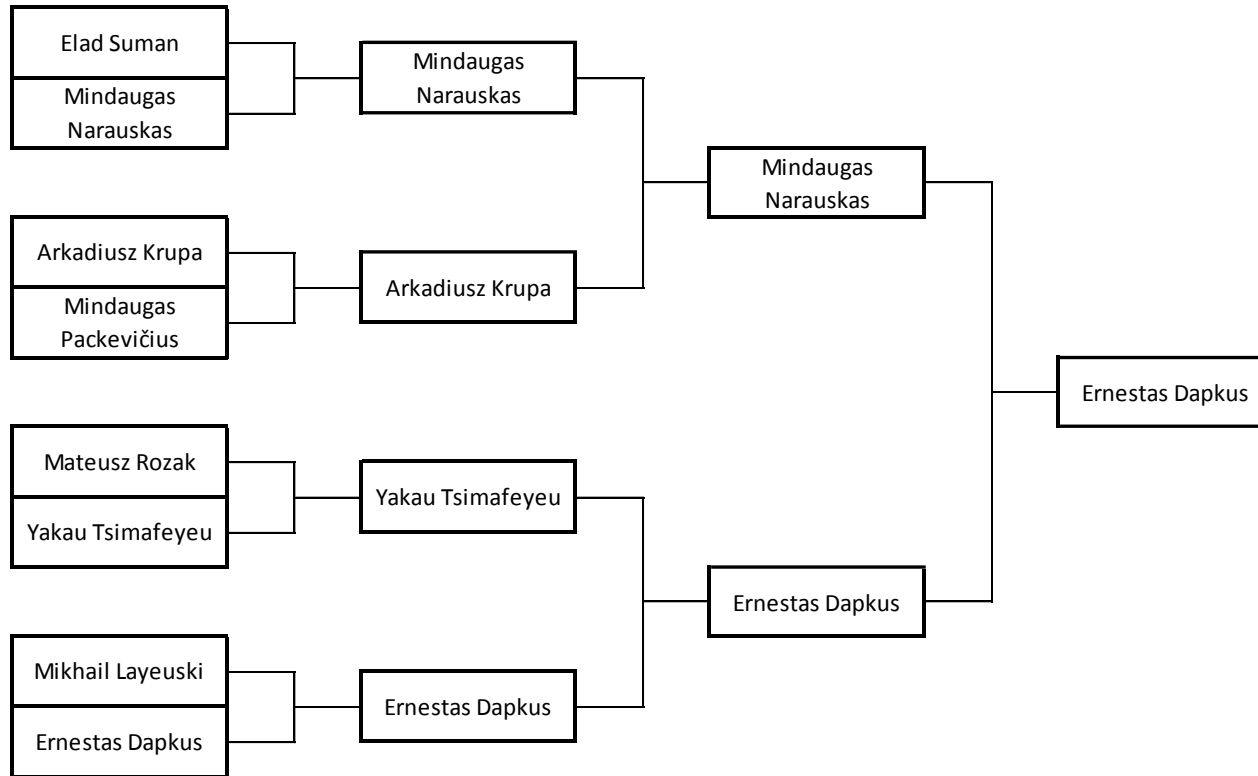 Elad Suman
Mindaugas
Narauskas
Arkadiusz Krupa
Mindaugas
Packevičius
Mateusz Rozak
Yakau Tsimafeyeu
Mikhail Layeuski
Ernestas Dapkus
Mindaugas
Narauskas
Arkadiusz Krupa
Yakau Tsimafeyeu
Ernestas Dapkus
Mindaugas
Narauskas
Ernestas Dapkus
Ernestas Dapkus